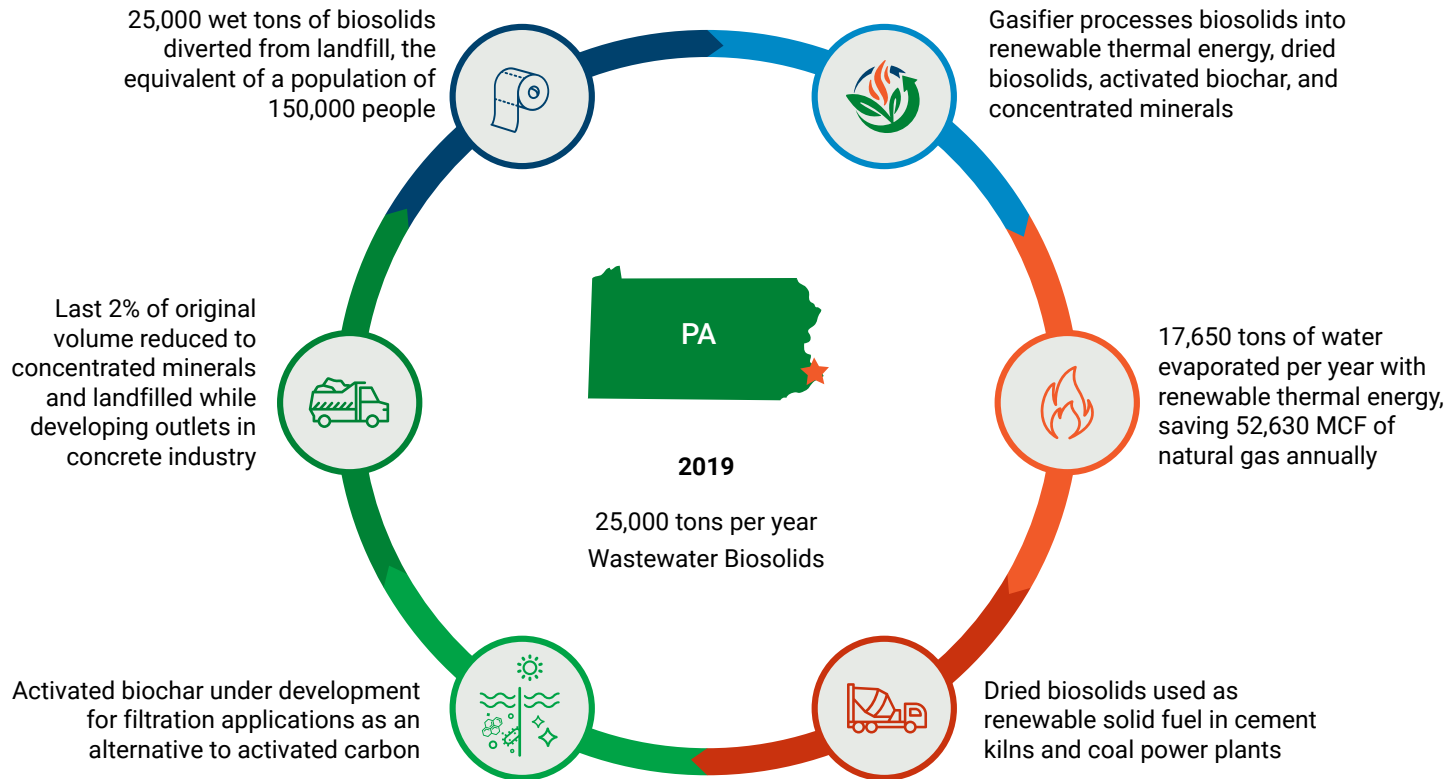 25,000 wet tons of biosolids
diverted from landfill, the
equivalent of a population of
150,000 people
Gasifier processes biosolids into
renewable thermal energy, dried
biosolids, activated biochar, and
concentrated minerals
17,650 tons of water
evaporated per year with
renewable thermal energy,
saving 52,630 MCF of
natural gas annually
Dried biosolids used as
renewable solid fuel in cement
kilns and coal power plants
Activated biochar under development
for filtration applications as an
alternative to activated carbon
Last 2% of original
volume reduced to
concentrated minerals
and landfilled while
developing outlets in
concrete industry
PA
2019
25,000 tons per year
Wastewater Biosolids